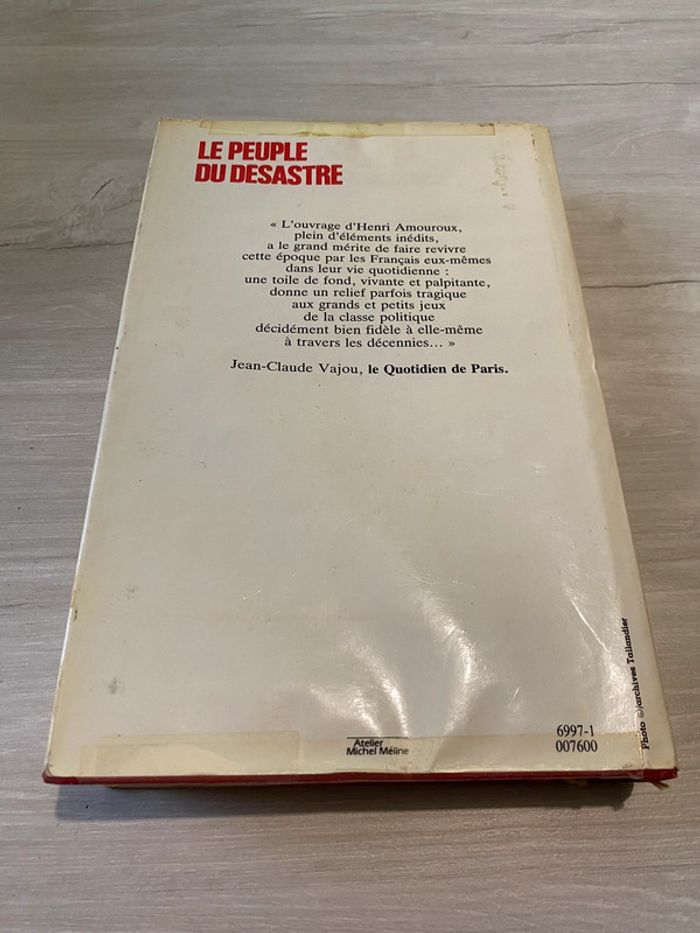 LE PEUPLE
DU DESASTRE
« L'ouvrage d'Henri Amouroux,
plein d'éléments inédits,
a le grand mérite de faire revivre
cette époque par les Français eux-mêmes
dans leur vie quotidienne :
une toile de fond, vivante et palpitante,
donne un relief parfois tragique
aux grands et petits jeux
de la classe politique
décidément bien fidèle à elle-même
à travers les décennies... »
Jean-Claude Vajou, le Quotidien de Paris.
Atelier
Michel Méline
6997-1
007600
Photo © archives Tallandier